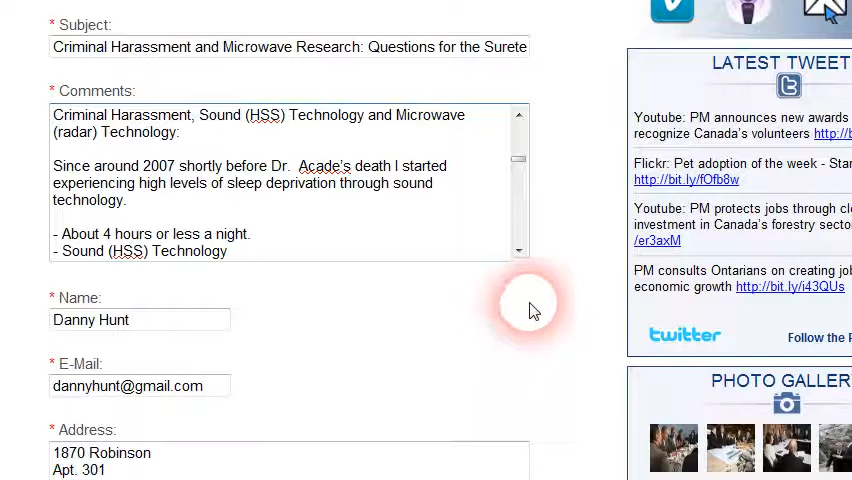 * Subject:
Criminal Harassment and Microwave Research: Questions for the Surete
* Comments:
Criminal Harassment, Sound (HSS) Technology and Microwave
(radar) Technology:
Since around 2007 shortly before Dr. Acade's death I started
experiencing high levels of sleep deprivation through sound
technology.
- About 4 hours or less a night.
- Sound (HSS) Technology
* Name:
Danny Hunt
* E-Mail:
dannyhunt@gmail.com
* Address:
1870 Robinson
Apt. 301
LATEST TWEET
Youtube: PM announces new awards
recognize Canada's volunteers http://b
Flickr: Pet adoption of the week - Star
http://bit.ly/fOfb8w
Youtube: PM protects jobs through cl
investment in Canada's forestry secto
/er3axM
PM consults Ontarians on creating job
economic growth http://bit.ly/i43QUs
twitter
Follow the P
PHOTO GALLER